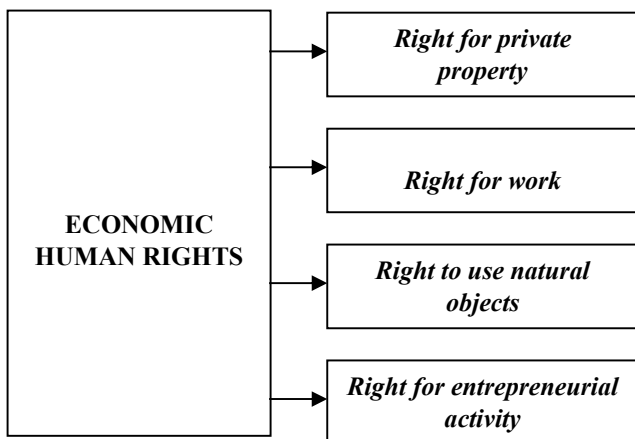 ECONOMIC
HUMAN RIGHTS
Right for private
property
Right for work
Right to use natural
objects
Right for entrepreneurial
activity